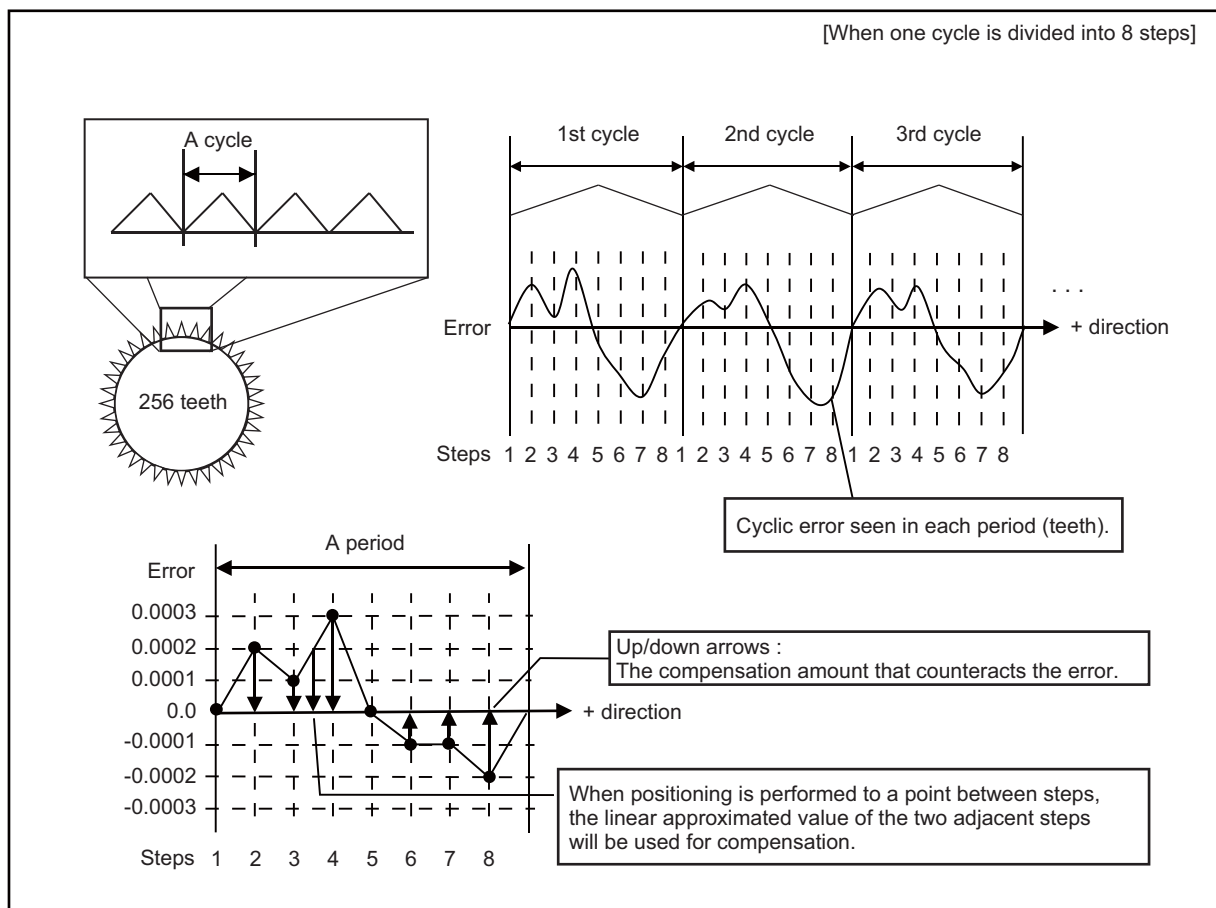 [When one cycle is divided into 8 steps]
A cycle
256 teeth
1st cycle 2nd cycle 3rd cycle
. . .
Error
+ direction
Steps 1 2 3 4 5 6 7 8 1 2 3 4 5 6 7 8 1 2 3 4 5 6 7 8
Cyclic error seen in each period (teeth).
A period
Error
0.0003
0.0002
0.0001
0.0
-0.0001
-0.0002
-0.0003
+ direction
Steps 1 2 3 4 5 6 7 8
Up/down arrows :
The compensation amount that counteracts the error.
When positioning is performed to a point between steps,
the linear approximated value of the two adjacent steps
will be used for compensation.